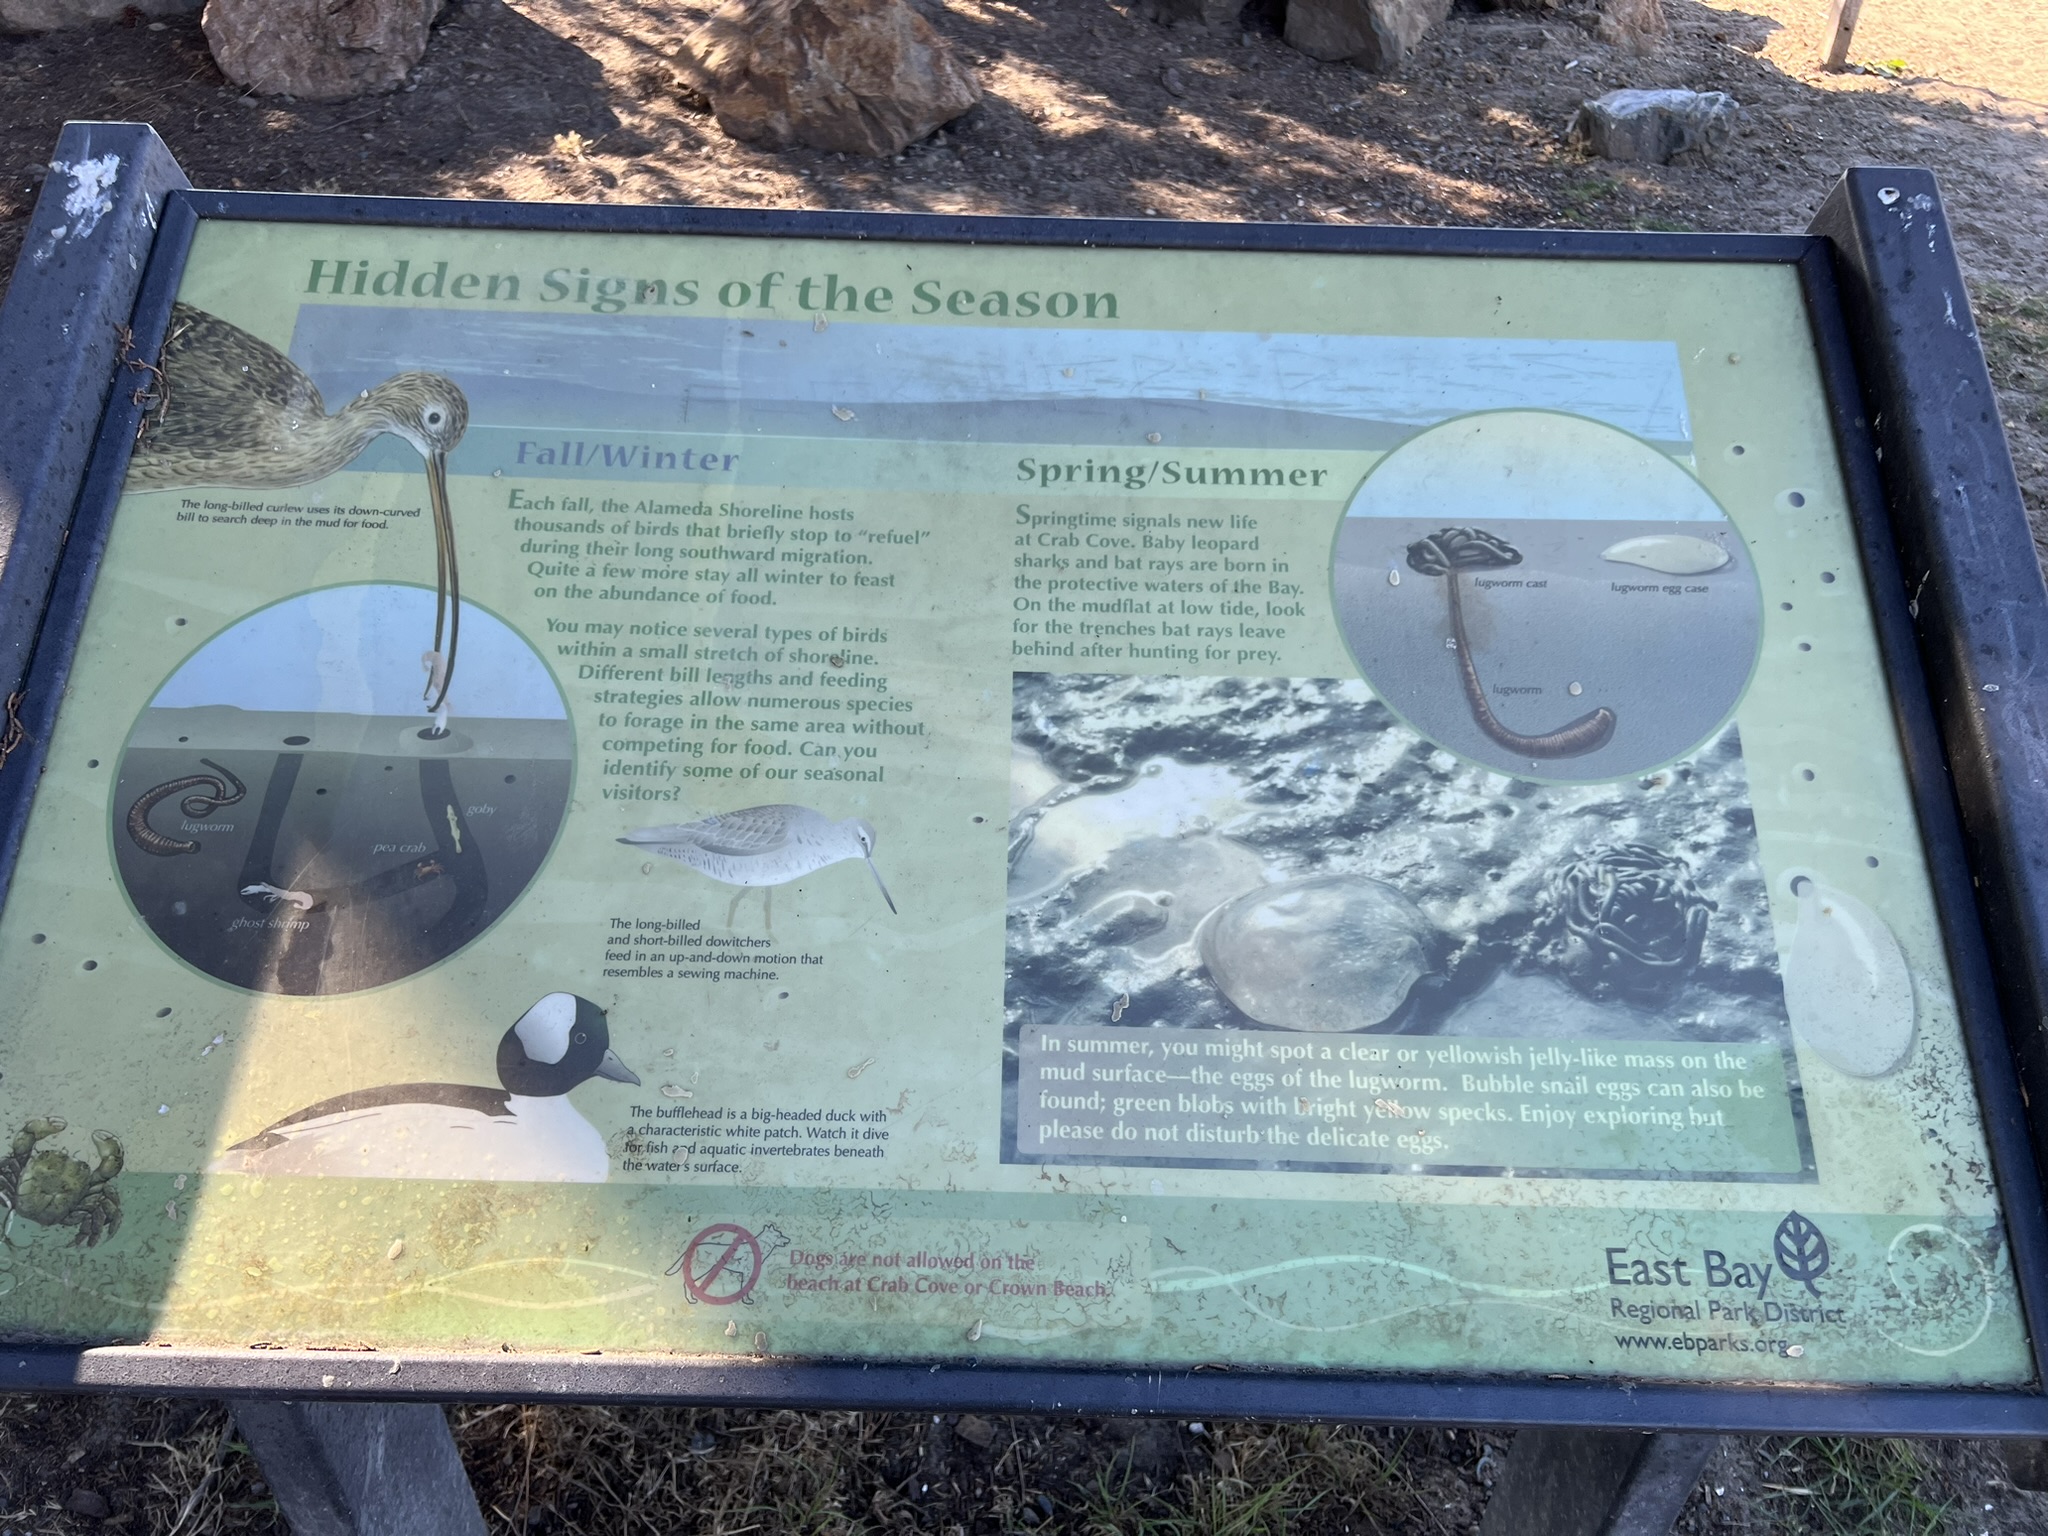 Hidden Signs of the Season
The long-billed curlew uses its down-curved
bill to search deep in the mud for food.
Fall/Winter
Each fall, the Alameda Shoreline hosts
thousands of birds that briefly stop to “refuel”
during their long southward migration.
Quite a few more stay all winter to feast
on the abundance of food.
You may notice several types of birds
within a small stretch of shoreline.
Different bill lengths and feeding
strategies allow numerous species
to forage in the same area without
competing for food. Can you
identify some of our seasonal
visitors?
lugworm
goby
pea crab
ghost shrimp
The long-billed
and short-billed dowitchers
feed in an up-and-down motion that
resembles a sewing machine.
The bufflehead is a big-headed duck with
a characteristic white patch. Watch it dive
for fish and aquatic invertebrates beneath
the water's surface.
Spring/Summer
Springtime signals new life
at Crab Cove. Baby leopard
sharks and bat rays are born in
the protective waters of the Bay.
On the mudflat at low tide, look
for the trenches bat rays leave
behind after hunting for prey.
lugworm cast
lugworm egg case
lugworm
In summer, you might spot a clear or yellowish jelly-like mass on the
mud surface—the eggs of the lugworm. Bubble snail eggs can also be
found; green blobs with bright yellow specks. Enjoy exploring but
please do not disturb the delicate eggs.
Dogs are not allowed on the
beach at Crab Cove or Crown Beach.
East Bay
Regional Park District
www.ebparks.org